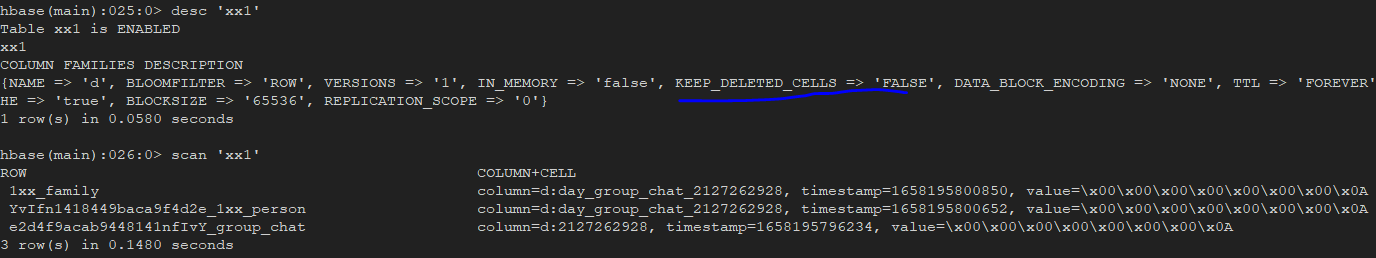 hbase(main):025:0> desc 'xx1'
Table xx1 is ENABLED
xx1
COLUMN FAMILIES DESCRIPTION
{NAME => 'd', BLOOMFILTER => 'ROW', VERSIONS => '1', IN_MEMORY => 'false', KEEP_DELETED_CELLS => 'FALSE', DATA_BLOCK_ENCODING => 'NONE', TTL => 'FOREVER'
HE => 'true', BLOCKSIZE => '65536', REPLICATION_SCOPE => '0'}
1 row(s) in 0.0580 seconds
hbase(main):026:0> scan 'xx1'
ROW COLUMN+CELL
1xx_family column=d:day_group_chat_2127262928, timestamp=1658195800850, value=\x00\x00\x00\x00\x00\x00\x00\x0A
YvIfn1418449baca9f4d2e_1xx_person column=d:day_group_chat_2127262928, timestamp=1658195800652, value=\x00\x00\x00\x00\x00\x00\x00\x0A
e2d4f9acab9448141nfIvY_group_chat column=d:2127262928, timestamp=1658195796234, value=\x00\x00\x00\x00\x00\x00\x00\x0A
3 row(s) in 0.1480 seconds